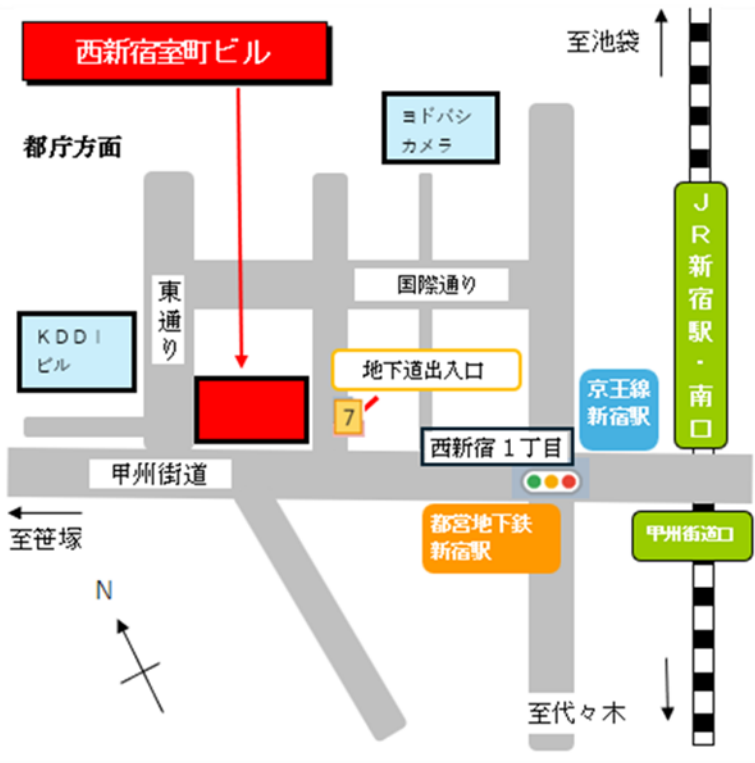 西新宿室町ビル
至池袋
ヨドバシ
カメラ
都庁方面
JR新宿駅・南口
国際通り
東通り
KDDI
ビル
地下道出入口
7
京王線
新宿駅
西新宿1丁目
甲州街道
都営地下鉄
新宿駅
甲州街道口
至笹塚
N
至代々木